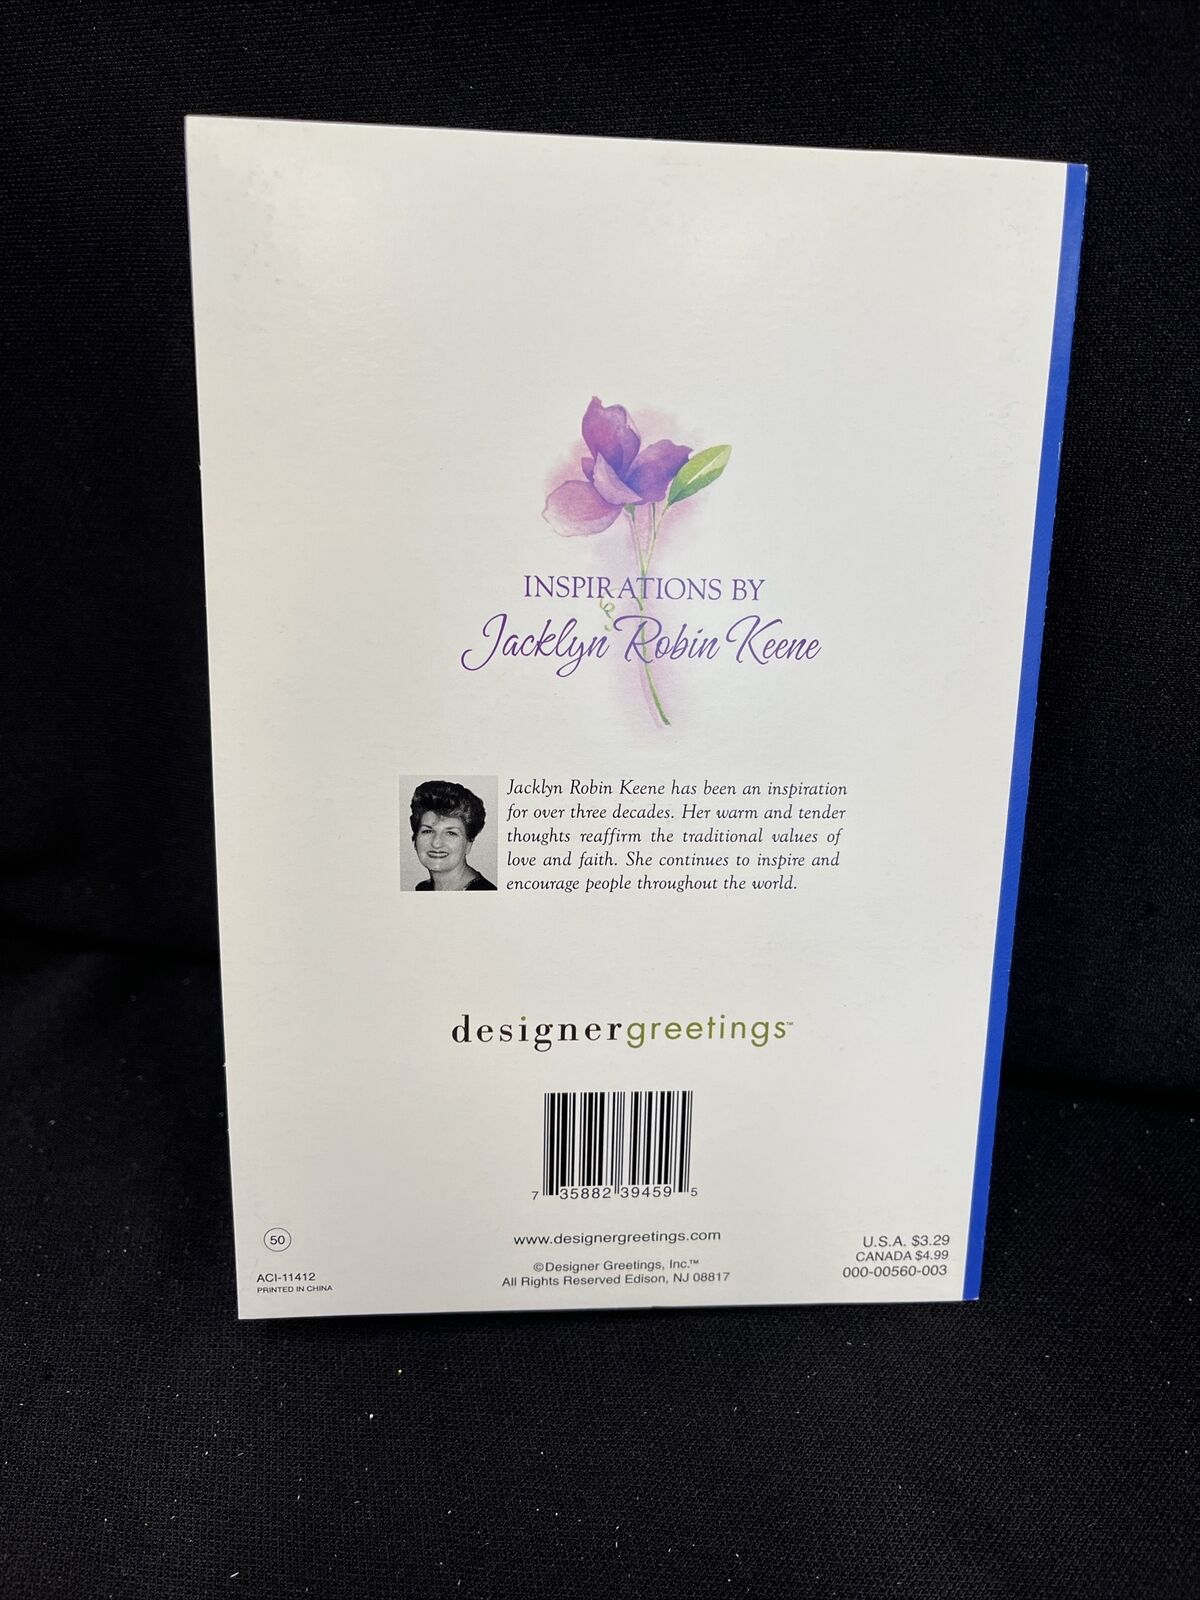 INSPIRATIONS BY
Jacklyn Robin Keene
Jacklyn Robin Keene has been an inspiration
for over three decades. Her warm and tender
thoughts reaffirm the traditional values of
love and faith. She continues to inspire and
encourage people throughout the world.
designergreetings™
7 35882 39459 5
50
ACI-11412
PRINTED IN CHINA
www.designergreetings.com
©Designer Greetings, Inc.™
All Rights Reserved Edison, NJ 08817
U.S.A. $3.29
CANADA $4.99
000-00560-003